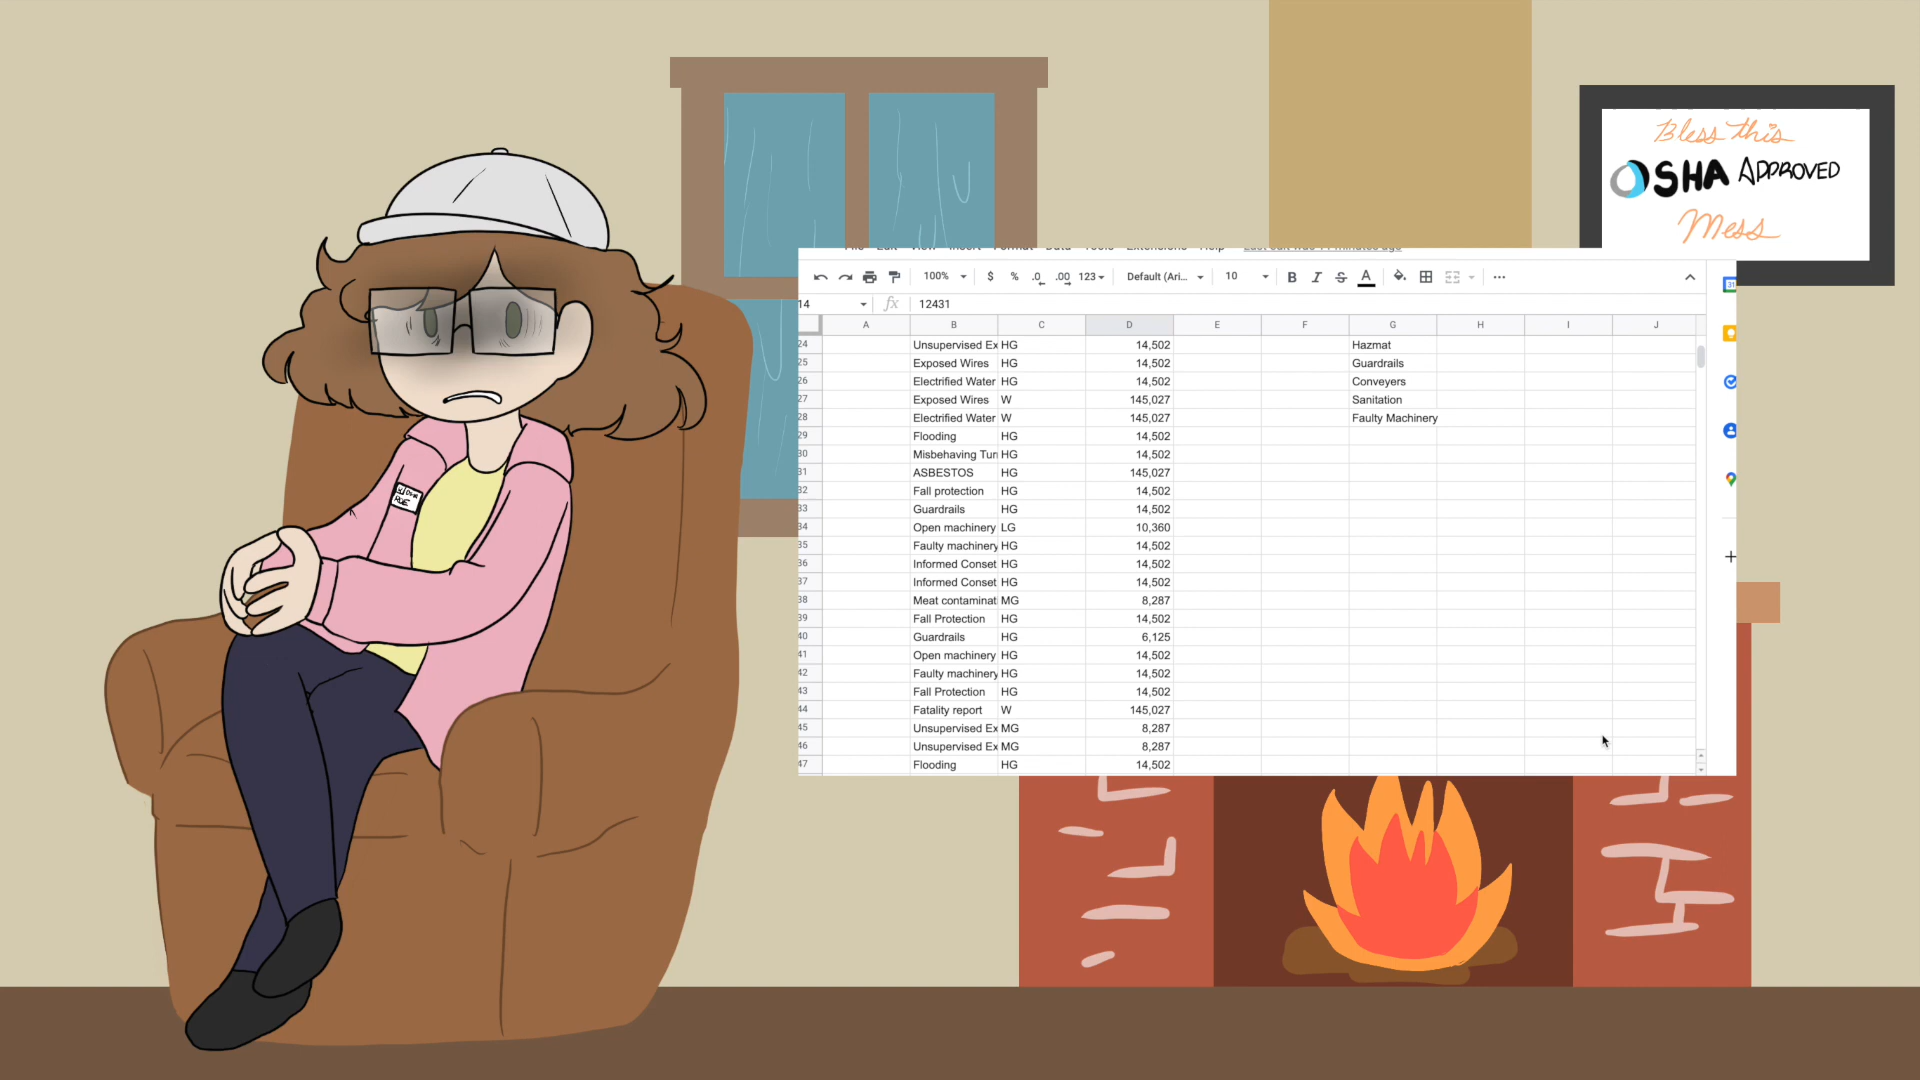 Bless this
OSHA APPROVED
Mess
100% $ % .0 .00 123 Default (Ari... 10 B I S A
14 fx 12431
A B C D E F G H I J
24 Unsupervised Ex HG 14,502 Hazmat
25 Exposed Wires HG 14,502 Guardrails
26 Electrified Water HG 14,502 Conveyers
27 Exposed Wires W 145,027 Sanitation
28 Electrified Water W 145,027 Faulty Machinery
29 Flooding HG 14,502
30 Misbehaving Tur HG 14,502
31 ASBESTOS HG 145,027
32 Fall protection HG 14,502
33 Guardrails HG 14,502
34 Open machinery LG 10,360
35 Faulty machinery HG 14,502
36 Informed Conset HG 14,502
37 Informed Conset HG 14,502
38 Meat contaminat MG 8,287
39 Fall Protection HG 14,502
40 Guardrails HG 6,125
41 Open machinery HG 14,502
42 Faulty machinery HG 14,502
43 Fall Protection HG 14,502
44 Fatality report W 145,027
45 Unsupervised Ex MG 8,287
46 Unsupervised Ex MG 8,287
47 Flooding HG 14,502
31
ROE